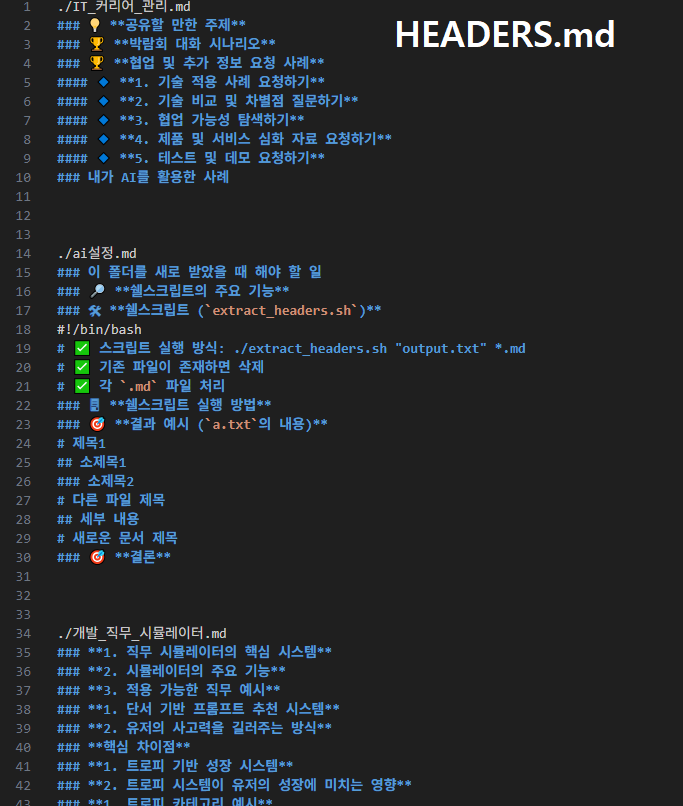 HEADERS.md
1 ./IT_커리어_관리.md
2 ### 💡 **공유할 만한 주제**
3 ### 🏆 **박람회 대화 시나리오**
4 ### 🏆 **협업 및 추가 정보 요청 사례**
5 #### 🔹 **1. 기술 적용 사례 요청하기**
6 #### 🔹 **2. 기술 비교 및 차별점 질문하기**
7 #### 🔹 **3. 협업 가능성 탐색하기**
8 #### 🔹 **4. 제품 및 서비스 심화 자료 요청하기**
9 #### 🔹 **5. 테스트 및 데모 요청하기**
10 ### 내가 AI를 활용한 사례
11
12
13
14 ./ai설정.md
15 ### 이 폴더를 새로 받았을 때 해야 할 일
16 ### 🔎 **쉘스크립트의 주요 기능**
17 ### 🛠 **쉘스크립트 (`extract_headers.sh`)**
18 #!/bin/bash
19 # ✅ 스크립트 실행 방식: ./extract_headers.sh "output.txt" *.md
20 # ✅ 기존 파일이 존재하면 삭제
21 # ✅ 각 `.md` 파일 처리
22 ### 🗒 **쉘스크립트 실행 방법**
23 ### 🎯 **결과 예시 (`a.txt`의 내용)**
24 # 제목1
25 ## 소제목1
26 ### 소제목2
27 # 다른 파일 제목
28 ## 세부 내용
29 # 새로운 문서 제목
30 ### 🎯 **결론**
31
32
33
34 ./개발_직무_시뮬레이터.md
35 ### **1. 직무 시뮬레이터의 핵심 시스템**
36 ### **2. 시뮬레이터의 주요 기능**
37 ### **3. 적용 가능한 직무 예시**
38 ### **1. 단서 기반 프롬프트 추천 시스템**
39 ### **2. 유저의 사고력을 길러주는 방식**
40 ### **핵심 차이점**
41 ### **1. 트로피 기반 성장 시스템**
42 ### **2. 트로피 시스템이 유저의 성장에 미치는 영향**
43 ### **1. 트로피 카테고리 예시**